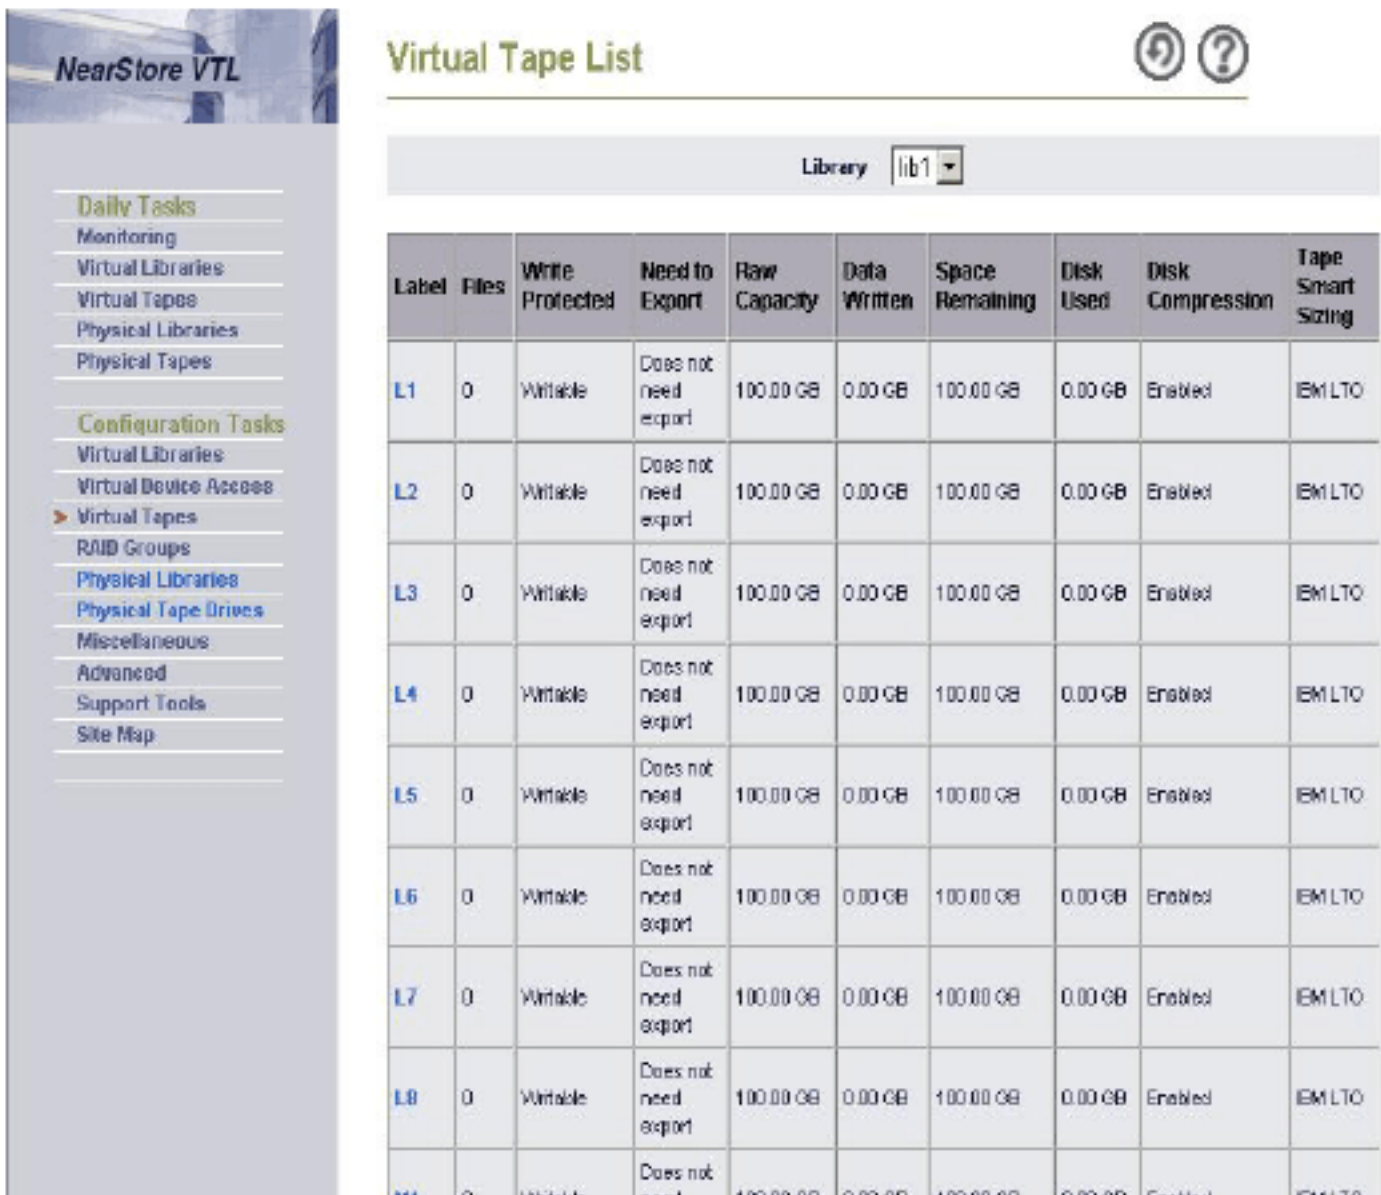 NearStore VTL
Virtual Tape List
Library lib1
Daily Tasks
Monitoring
Virtual Libraries
Virtual Tapes
Physical Libraries
Physical Tapes
Configuration Tasks
Virtual Libraries
Virtual Device Access
Virtual Tapes
RAID Groups
Physical Libraries
Physical Tape Drives
Miscellaneous
Advanced
Support Tools
Site Map
Label Files Write Protected Need to Export Raw Capacity Data Written Space Remaining Disk Used Disk Compression Tape Smart Sizing
L1 0 Writable Does not need export 100.00 GB 0.00 GB 100.00 GB 0.00 GB Enabled IBM LTO
L2 0 Writable Does not need export 100.00 GB 0.00 GB 100.00 GB 0.00 GB Enabled IBM LTO
L3 0 Writable Does not need export 100.00 GB 0.00 GB 100.00 GB 0.00 GB Enabled IBM LTO
L4 0 Writable Does not need export 100.00 GB 0.00 GB 100.00 GB 0.00 GB Enabled IBM LTO
L5 0 Writable Does not need export 100.00 GB 0.00 GB 100.00 GB 0.00 GB Enabled IBM LTO
L6 0 Writable Does not need export 100.00 GB 0.00 GB 100.00 GB 0.00 GB Enabled IBM LTO
L7 0 Writable Does not need export 100.00 GB 0.00 GB 100.00 GB 0.00 GB Enabled IBM LTO
L8 0 Writable Does not need export 100.00 GB 0.00 GB 100.00 GB 0.00 GB Enabled IBM LTO
Does not